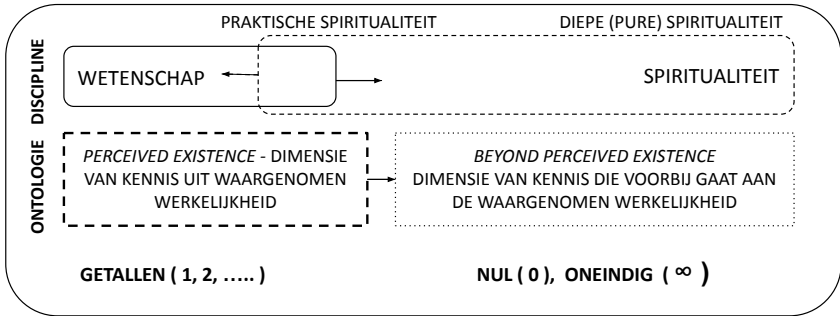 PRAKTISCHE SPIRITUALITEIT
DIEPE (PURE) SPIRITUALITEIT
DISCIPLINE
WETENSCHAP
SPIRITUALITEIT
ONTOLOGIE
PERCEIVED EXISTENCE - DIMENSIE
VAN KENNIS UIT WAARGENOMEN
WERKELIJKHEID
BEYOND PERCEIVED EXISTENCE
DIMENSIE VAN KENNIS DIE VOORBIJ GAAT AAN
DE WAARGENOMEN WERKELIJKHEID
GETALLEN ( 1, 2, ..... )
NUL ( 0 ), ONEINDIG ( ∞ )